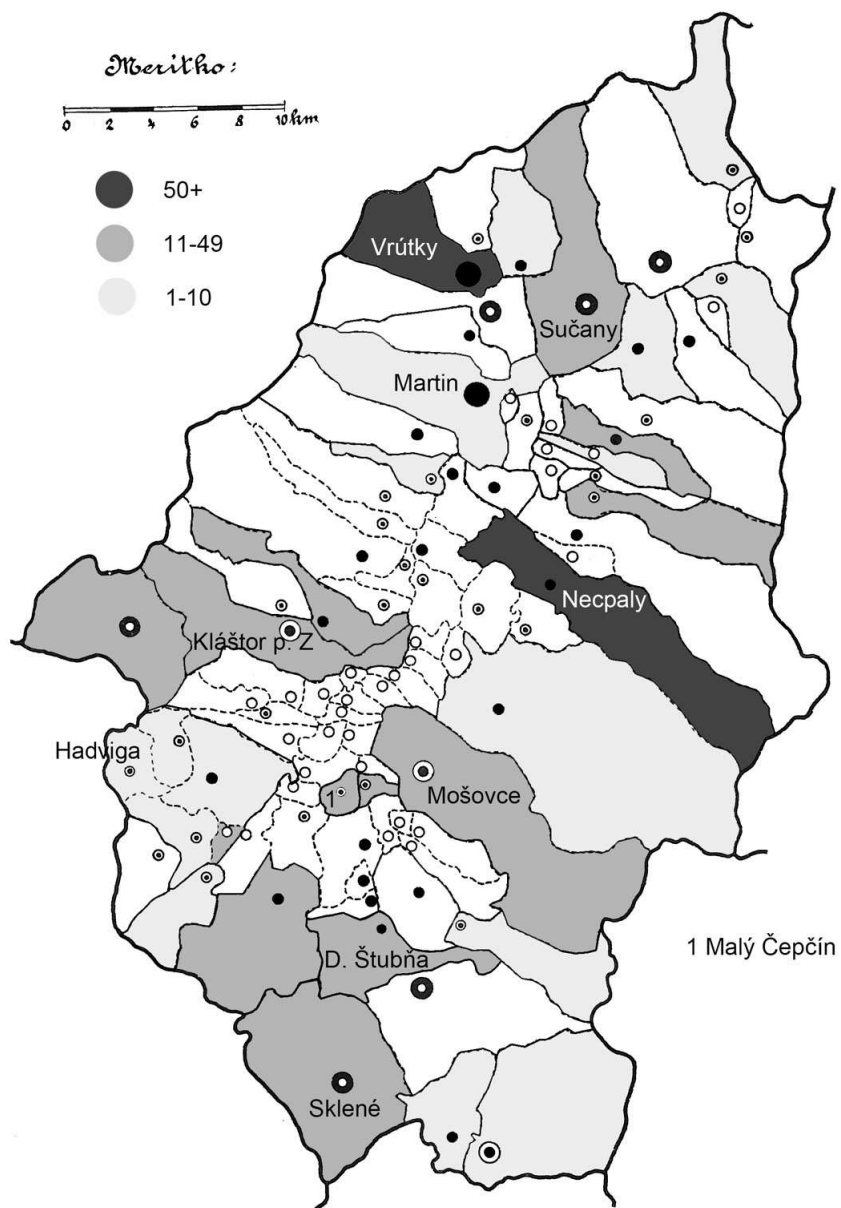 Meritko:
0 2 4 6 8 10 km
50+
11-49
1-10
Vrútky
Sučany
Martin
Necpaly
Kláštor p. Z
Hadviga
Mošovce
1
1 Malý Čepčín
D. Štubňa
Sklené